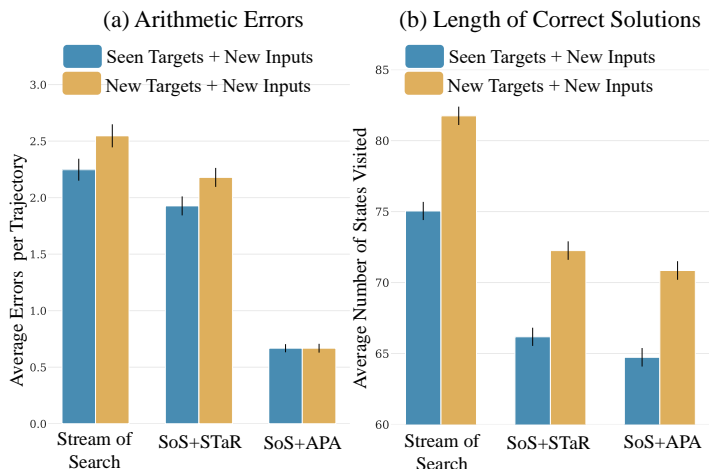 (a) Arithmetic Errors
Seen Targets + New Inputs
New Targets + New Inputs
Average Errors per Trajectory
3.0
2.5
2.0
1.5
1.0
0.5
0.0
Stream of
Search
SoS+STaR
SoS+APA
(b) Length of Correct Solutions
Seen Targets + New Inputs
New Targets + New Inputs
Average Number of States Visited
85
80
75
70
65
60
Stream of
Search
SoS+STaR
SoS+APA